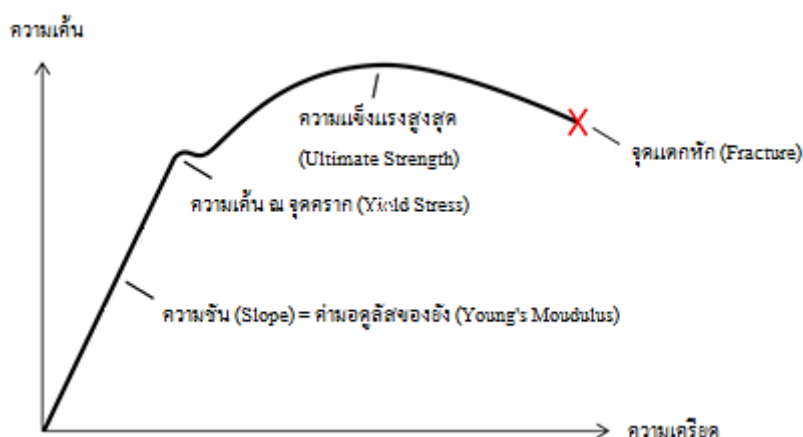 ความเค้น
ความแข็งแรงสูงสุด
(Ultimate Strength)
จุดแตกหัก (Fracture)
ความเค้น ณ จุดคราก (Yield Stress)
ความชัน (Slope) = ค่ามอดูลัสของยัง (Young's Moudulus)
ความเครียด